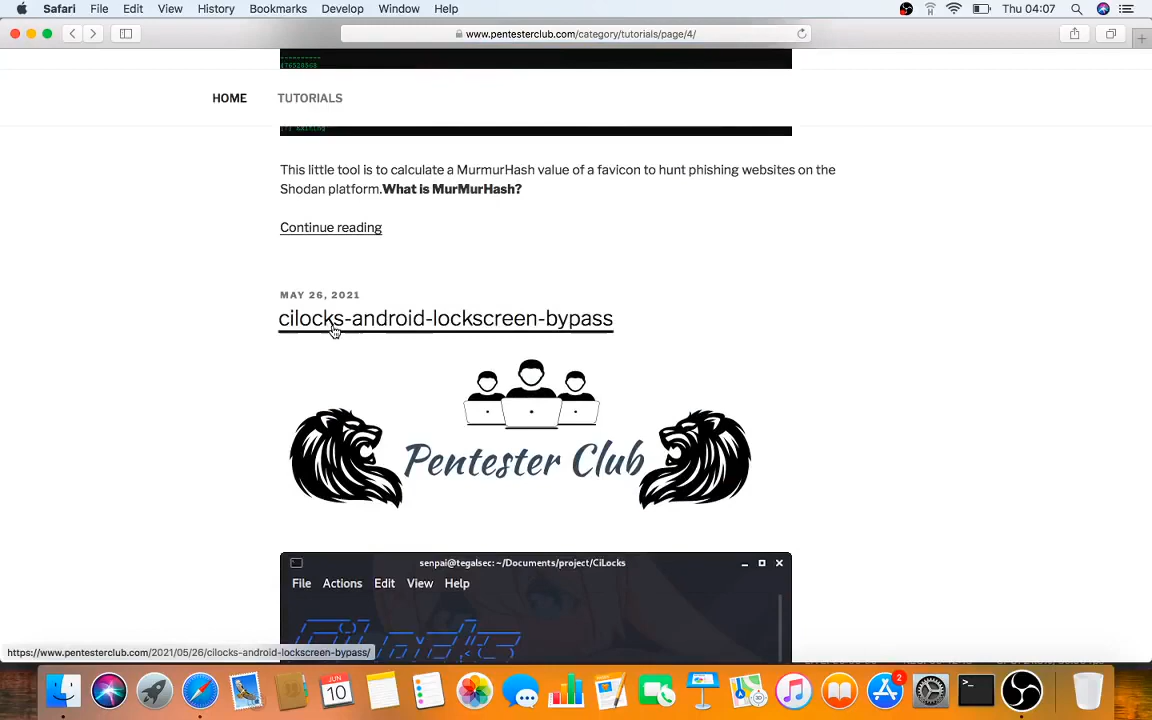 Safari File Edit View History Bookmarks Develop Window Help Thu 04:07
www.pentesterclub.com/category/tutorials/page/4/
HOME TUTORIALS
This little tool is to calculate a MurmurHash value of a favicon to hunt phishing websites on the
Shodan platform.What is MurMurHash?
Continue reading
MAY 26, 2021
cilocks-android-lockscreen-bypass
Pentester Club
senpai@tegalsec: ~/Documents/project/CiLocks
File Actions Edit View Help
https://www.pentesterclub.com/2021/05/26/cilocks-android-lockscreen-bypass/
JUN
10
2